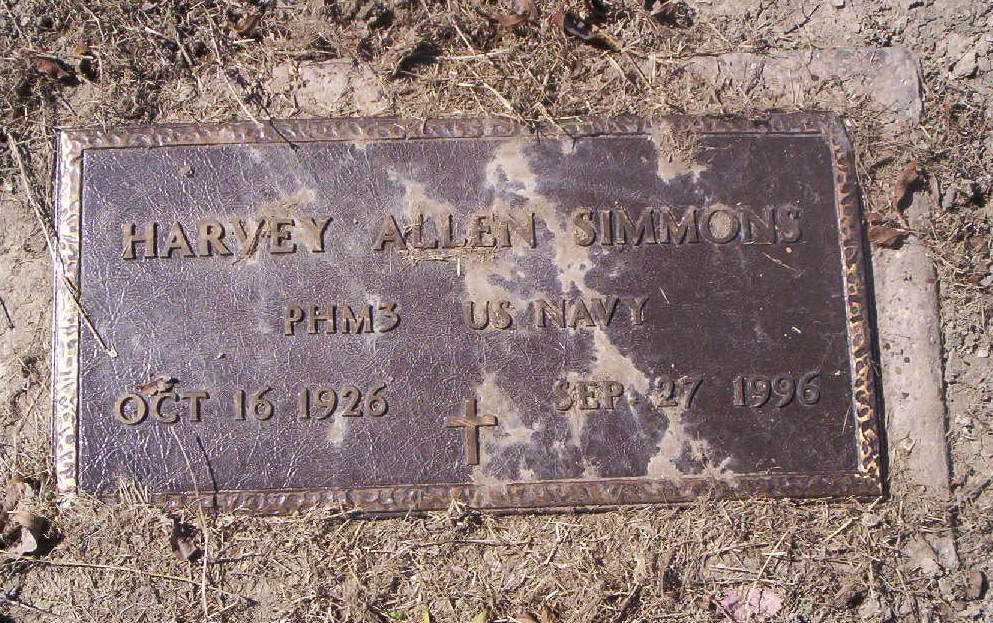 HARVEY ALLEN SIMMONS
PHM3 US NAVY
OCT 16 1926 SEP 27 1996